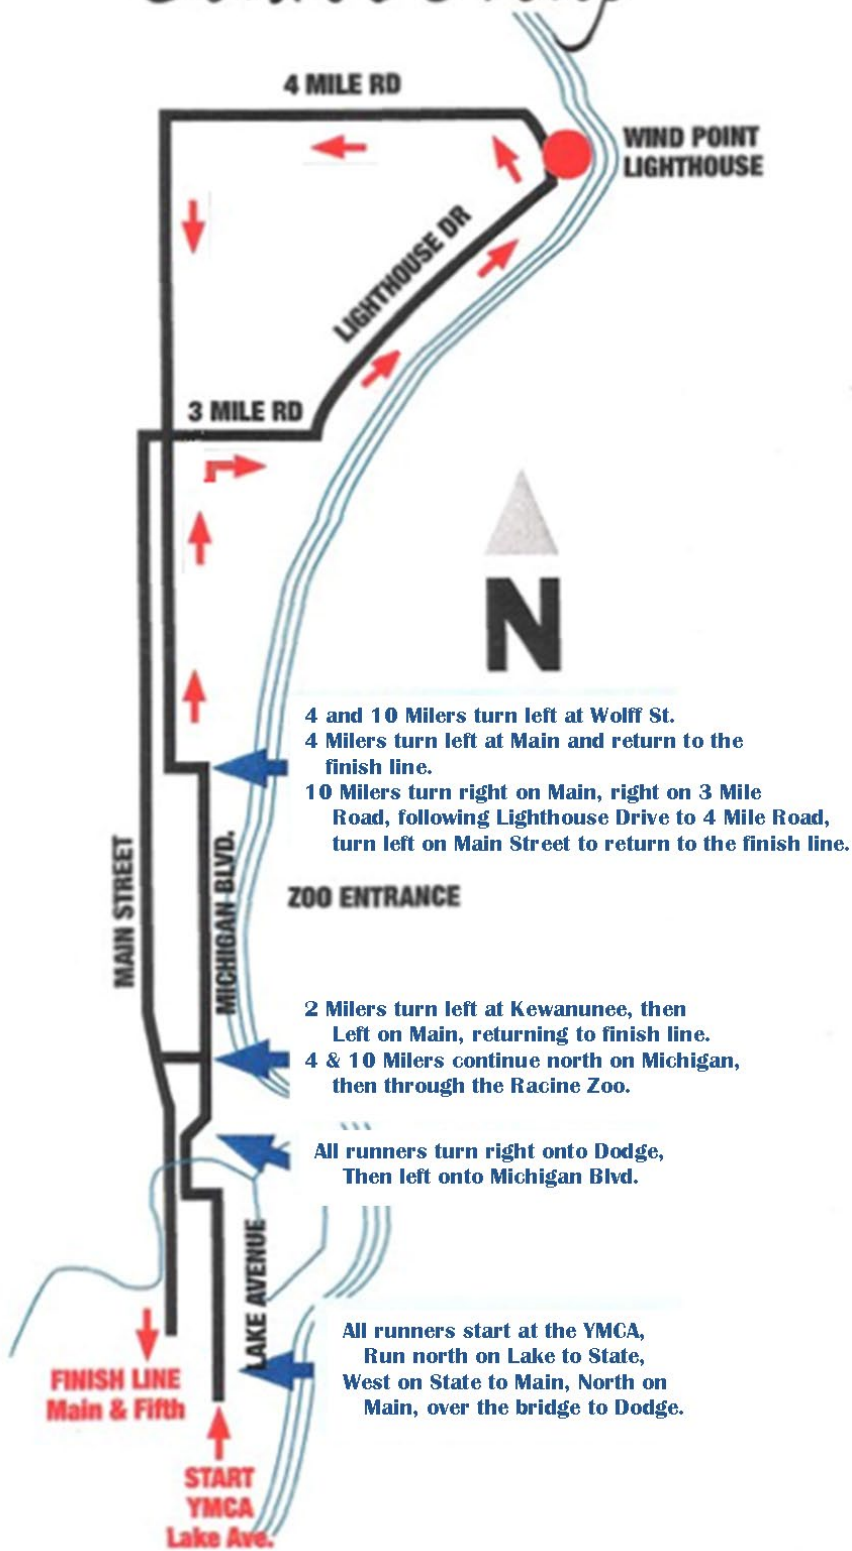 4 MILE RD
WIND POINT
LIGHTHOUSE
LIGHTHOUSE DR
3 MILE RD
N
4 and 10 Milers turn left at Wolff St.
4 Milers turn left at Main and return to the
finish line.
10 Milers turn right on Main, right on 3 Mile
Road, following Lighthouse Drive to 4 Mile Road,
turn left on Main Street to return to the finish line.
MAIN STREET
MICHIGAN BLVD.
ZOO ENTRANCE
2 Milers turn left at Kewanunee, then
Left on Main, returning to finish line.
4 & 10 Milers continue north on Michigan,
then through the Racine Zoo.
All runners turn right onto Dodge,
Then left onto Michigan Blvd.
LAKE AVENUE
All runners start at the YMCA,
Run north on Lake to State,
West on State to Main, North on
Main, over the bridge to Dodge.
FINISH LINE
Main & Fifth
START
YMCA
Lake Ave.